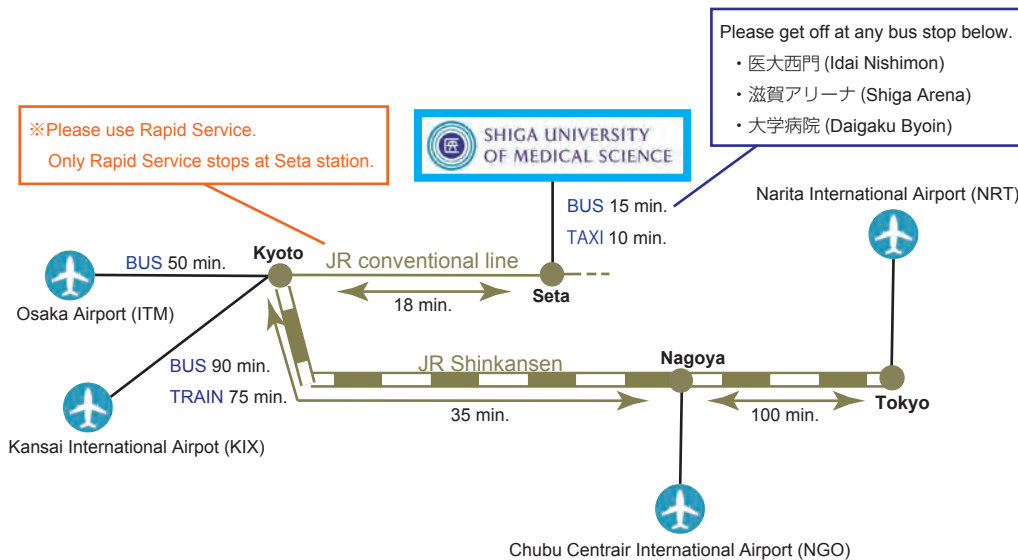 Please get off at any bus stop below.
・医大西門 (Idai Nishimon)
・滋賀アリーナ (Shiga Arena)
・大学病院 (Daigaku Byoin)
※Please use Rapid Service.
Only Rapid Service stops at Seta station.
SHIGA UNIVERSITY
OF MEDICAL SCIENCE
Narita International Airport (NRT)
BUS 15 min.
TAXI 10 min.
Kyoto
JR conventional line
BUS 50 min.
Seta
18 min.
Osaka Airport (ITM)
BUS 90 min.
TRAIN 75 min.
JR Shinkansen
Nagoya
Tokyo
35 min.
100 min.
Kansai International Airpot (KIX)
Chubu Centrair International Airport (NGO)